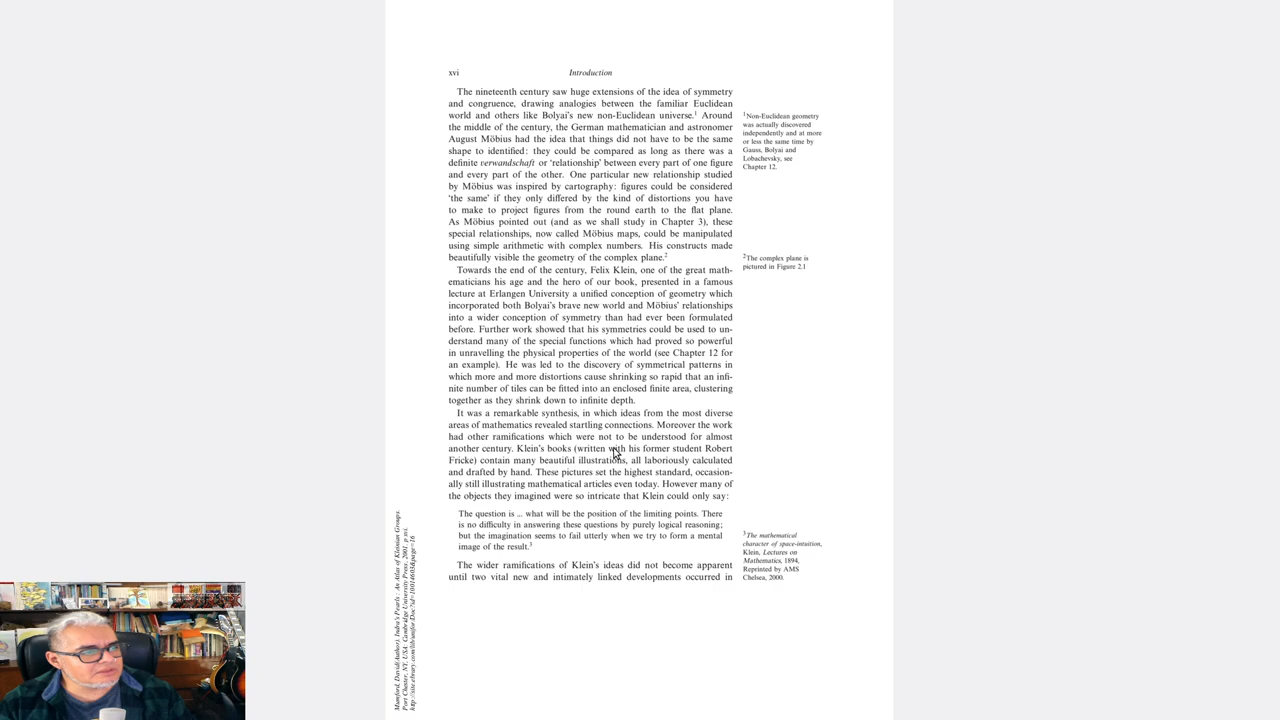 xvi
Introduction
The nineteenth century saw huge extensions of the idea of symmetry
and congruence, drawing analogies between the familiar Euclidean
world and others like Bolyai's new non-Euclidean universe.1 Around
the middle of the century, the German mathematician and astronomer
August Möbius had the idea that things did not have to be the same
shape to identified: they could be compared as long as there was a
definite verwandschaft or 'relationship' between every part of one figure
and every part of the other. One particular new relationship studied
by Möbius was inspired by cartography: figures could be considered
'the same' if they only differed by the kind of distortions you have
to make to project figures from the round earth to the flat plane.
As Möbius pointed out (and as we shall study in Chapter 3), these
special relationships, now called Möbius maps, could be manipulated
using simple arithmetic with complex numbers. His constructs made
beautifully visible the geometry of the complex plane.2
Towards the end of the century, Felix Klein, one of the great math-
ematicians his age and the hero of our book, presented in a famous
lecture at Erlangen University a unified conception of geometry which
incorporated both Bolyai's brave new world and Möbius' relationships
into a wider conception of symmetry than had ever been formulated
before. Further work showed that his symmetries could be used to un-
derstand many of the special functions which had proved so powerful
in unravelling the physical properties of the world (see Chapter 12 for
an example). He was led to the discovery of symmetrical patterns in
which more and more distortions cause shrinking so rapid that an infi-
nite number of tiles can be fitted into an enclosed finite area, clustering
together as they shrink down to infinite depth.
It was a remarkable synthesis, in which ideas from the most diverse
areas of mathematics revealed startling connections. Moreover the work
had other ramifications which were not to be understood for almost
another century. Klein's books (written with his former student Robert
Fricke) contain many beautiful illustrations, all laboriously calculated
and drafted by hand. These pictures set the highest standard, occasion-
ally still illustrating mathematical articles even today. However many of
the objects they imagined were so intricate that Klein could only say:
The question is ... what will be the position of the limiting points. There
is no difficulty in answering these questions by purely logical reasoning;
but the imagination seems to fail utterly when we try to form a mental
image of the result.3
The wider ramifications of Klein's ideas did not become apparent
until two vital new and intimately linked developments occurred in
1Non-Euclidean geometry
was actually discovered
independently and at more
or less the same time by
Gauss, Bolyai and
Lobachevsky, see
Chapter 12.
2The complex plane is
pictured in Figure 2.1
3The mathematical
character of space-intuition,
Klein, Lectures on
Mathematics, 1894,
Reprinted by AMS
Chelsea, 2000.
Mumford, David(Author). Indra's Pearls : An Atlas of Kleinian Groups.
Port Chester, NY, USA: Cambridge University Press, 2001. p xvi.